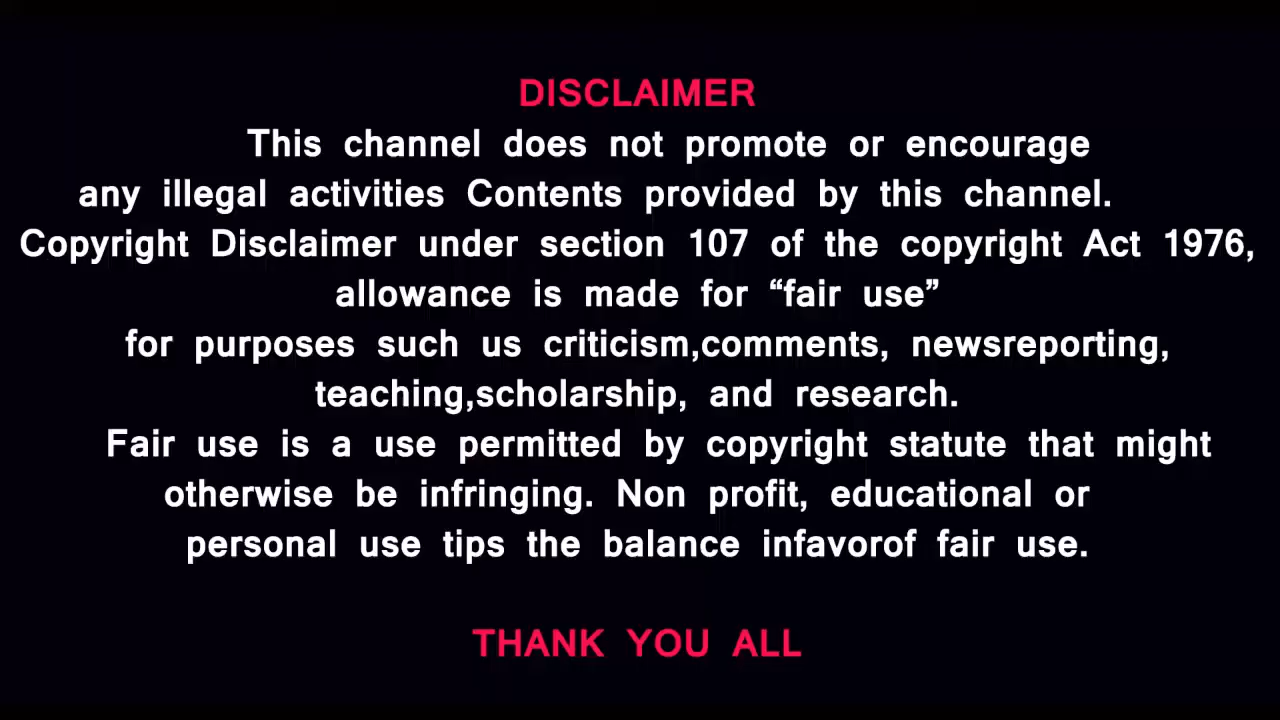 DISCLAIMER
This channel does not promote or encourage
any illegal activities Contents provided by this channel.
Copyright Disclaimer under section 107 of the copyright Act 1976,
allowance is made for “fair use”
for purposes such us criticism,comments, newsreporting,
teaching,scholarship, and research.
Fair use is a use permitted by copyright statute that might
otherwise be infringing. Non profit, educational or
personal use tips the balance infavorof fair use.
THANK YOU ALL